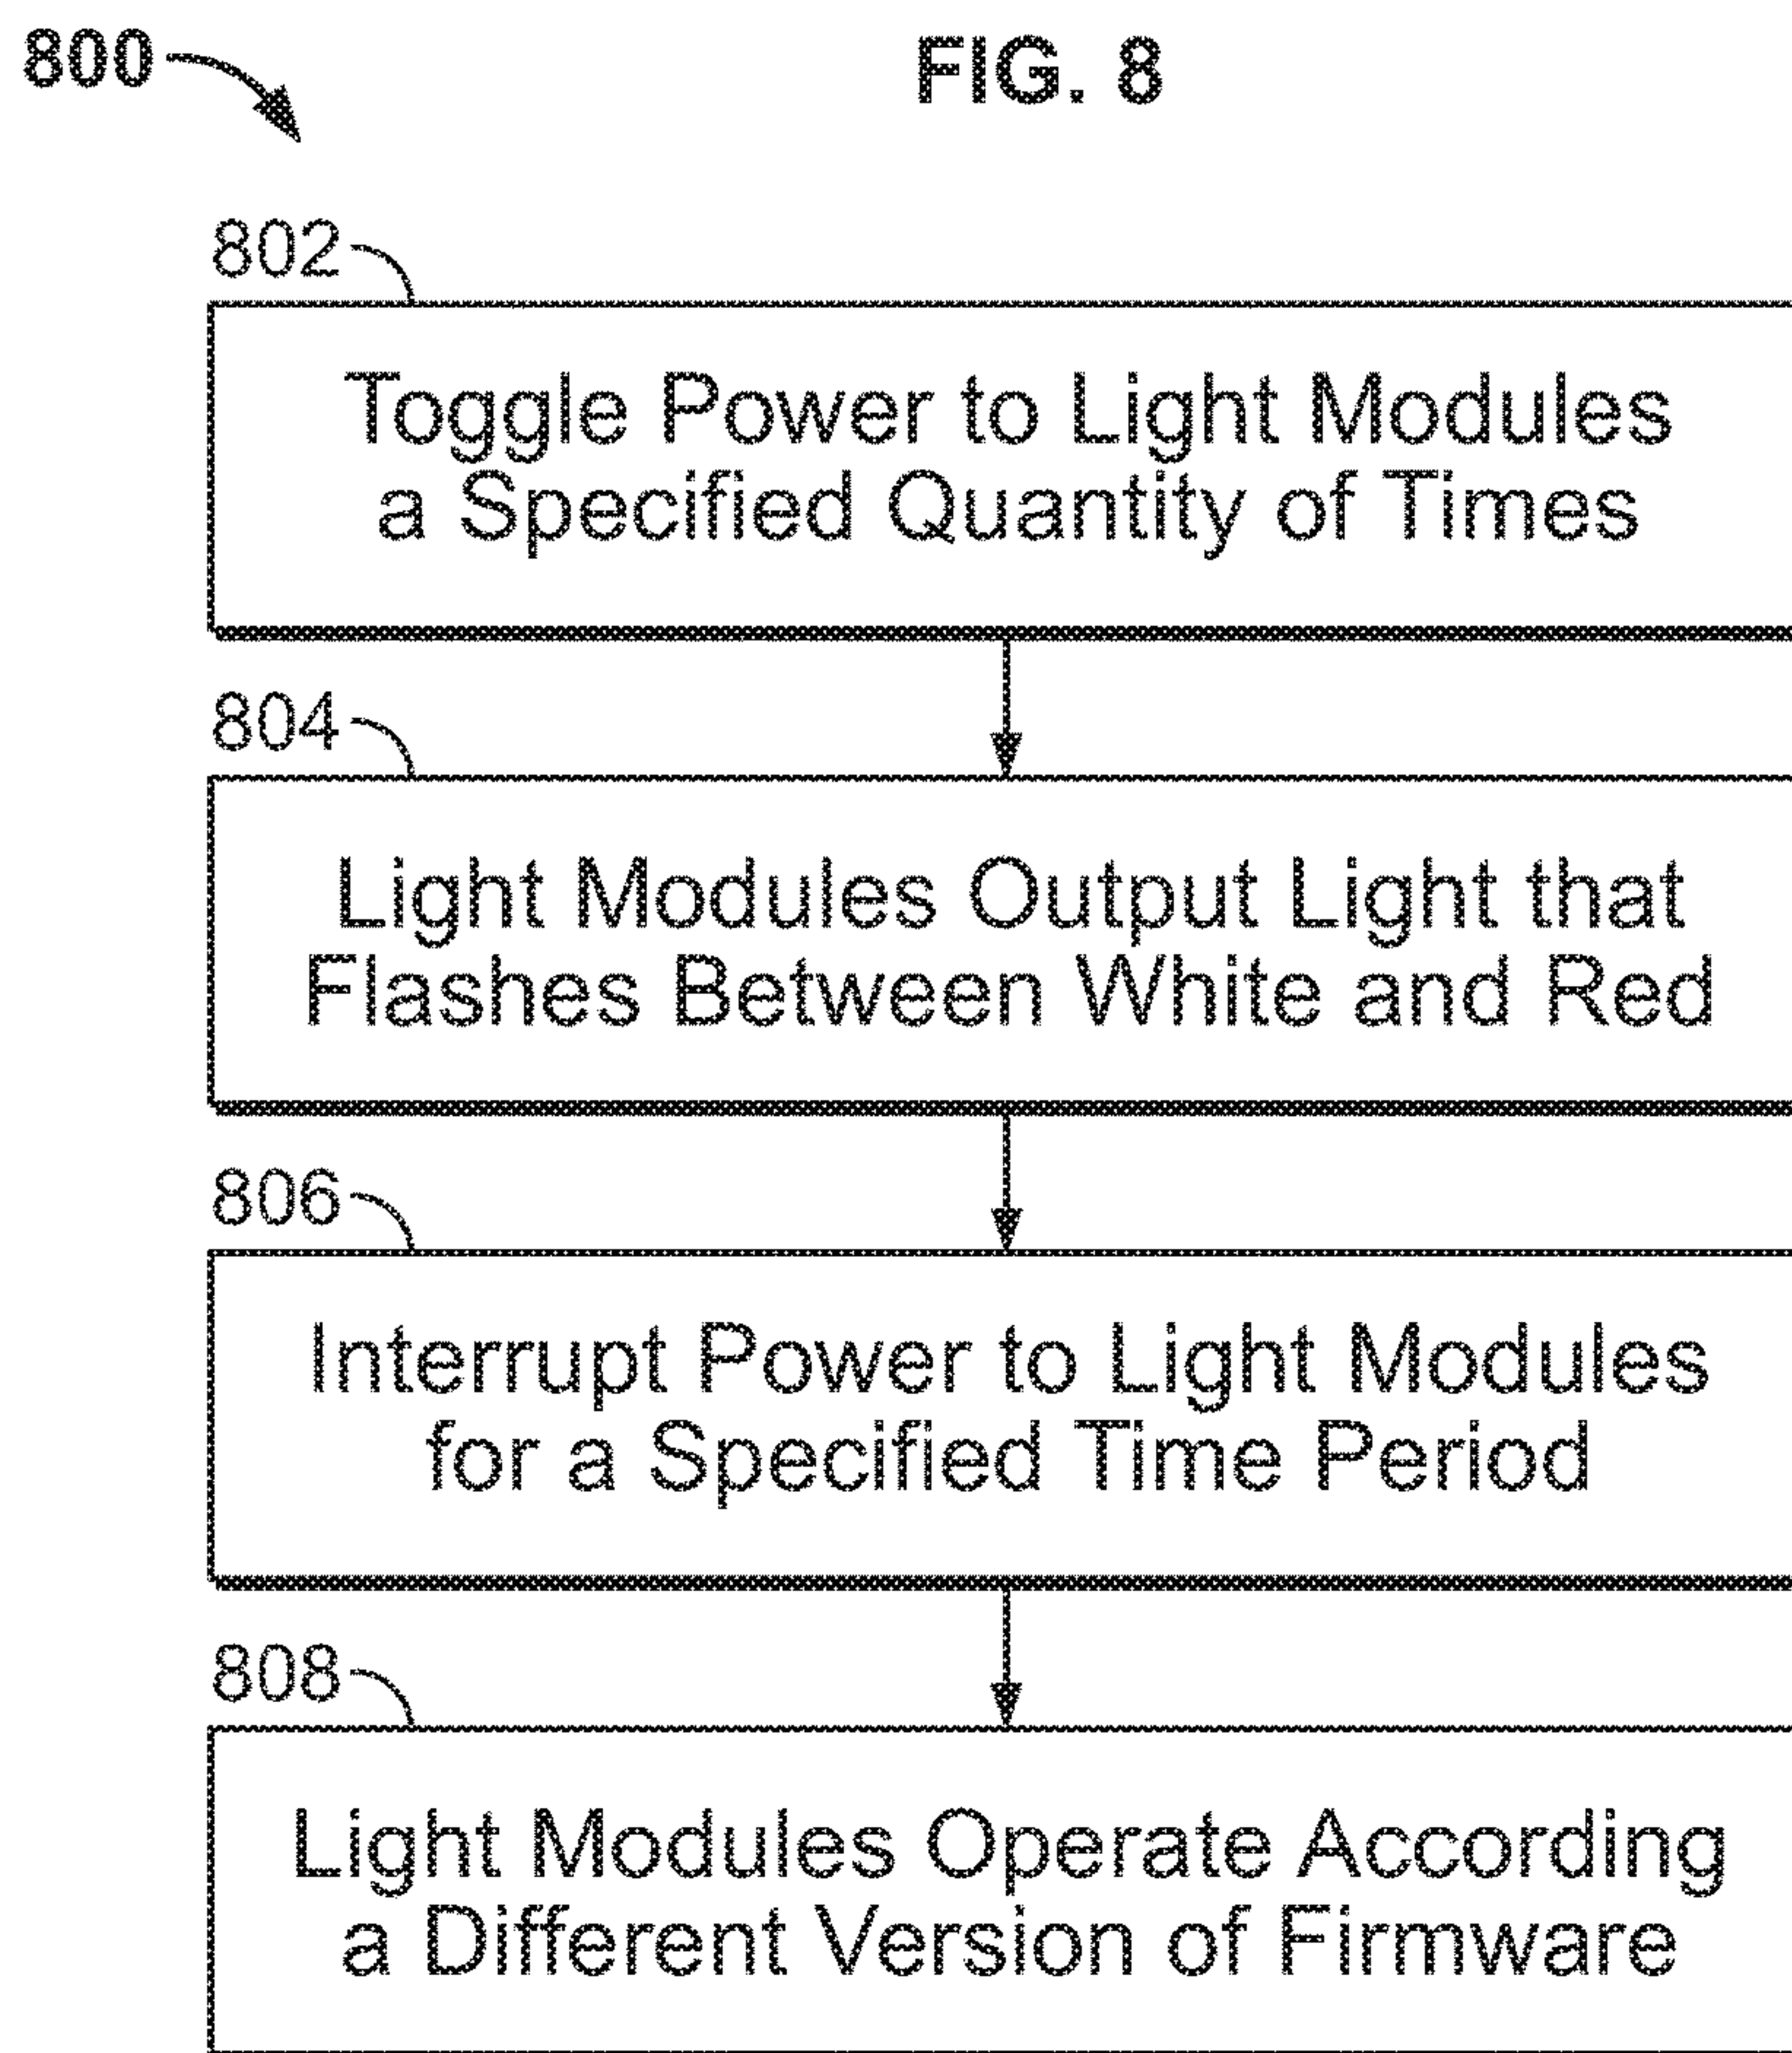 800
FIG. 8
802
Toggle Power to Light Modules
a Specified Quantity of Times
804
Light Modules Output Light that
Flashes Between White and Red
806
Interrupt Power to Light Modules
for a Specified Time Period
808
Light Modules Operate According
a Different Version of Firmware